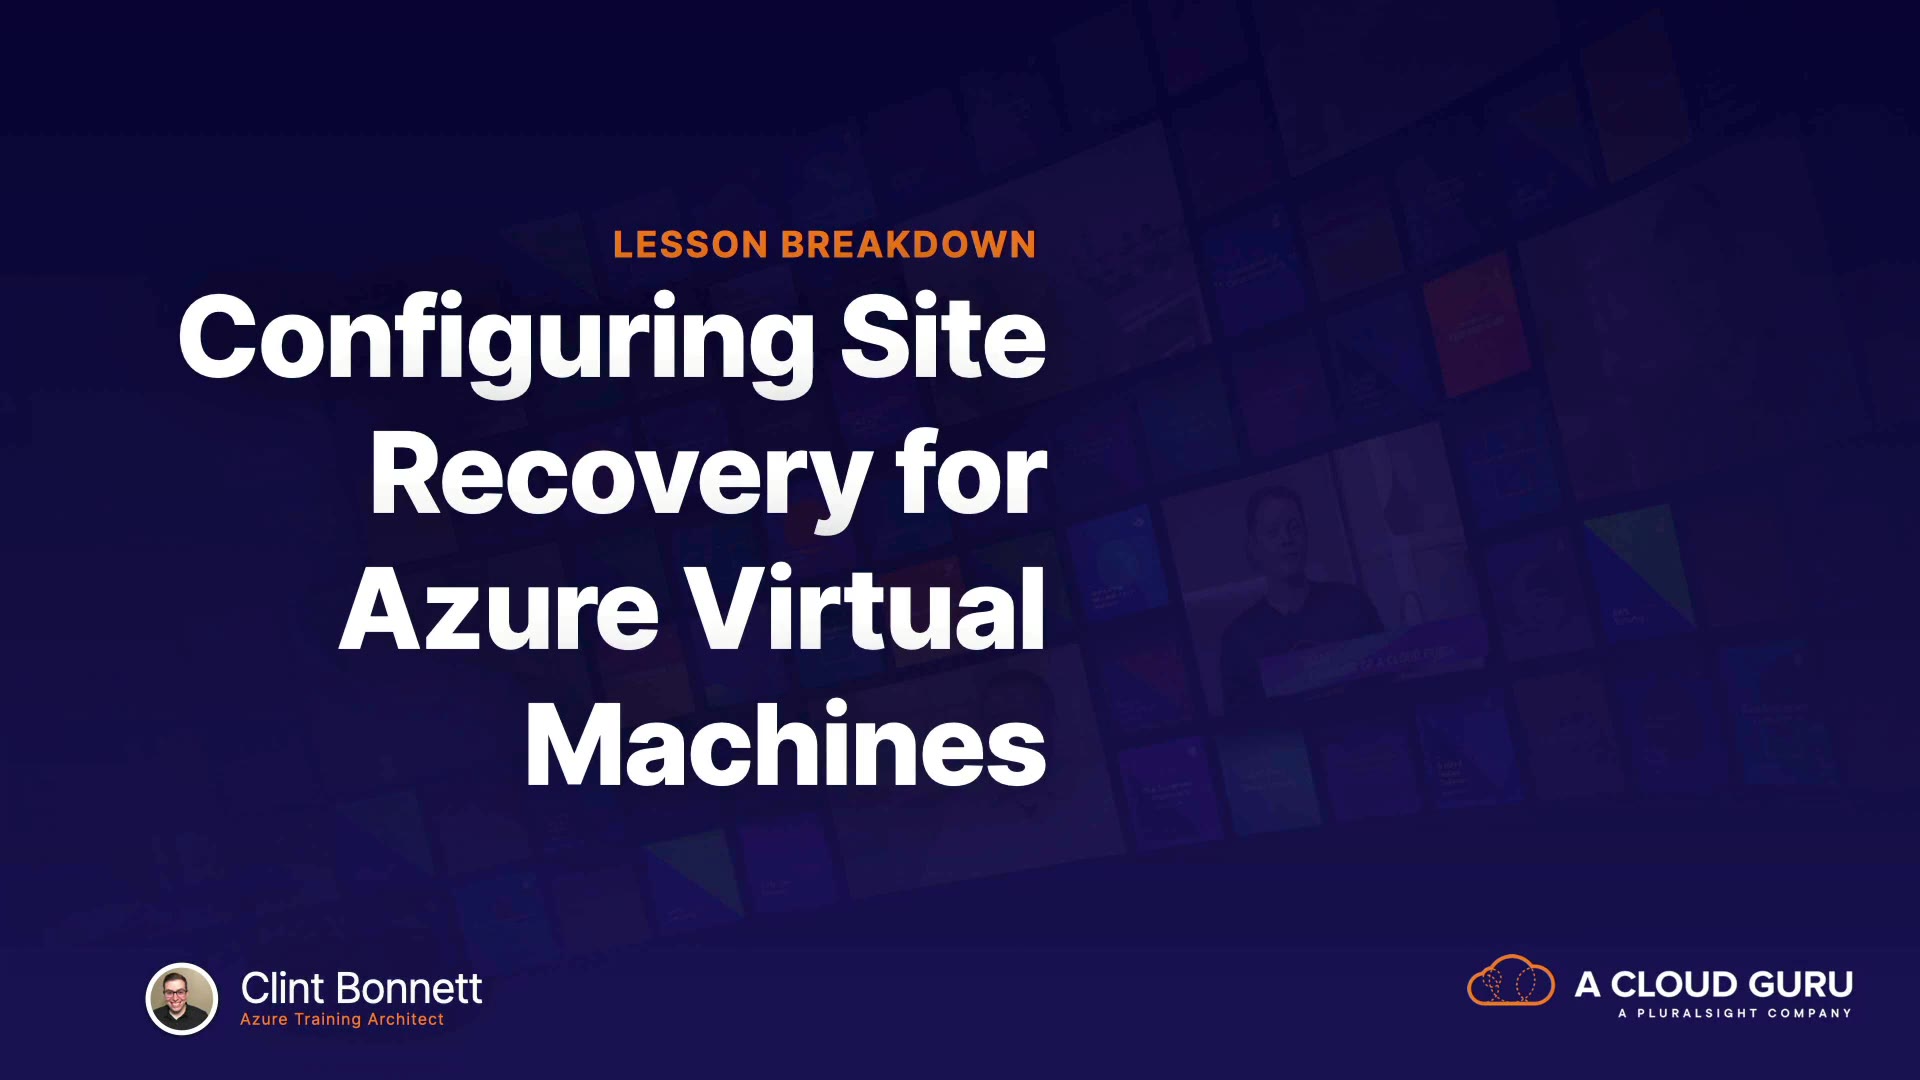 LESSON BREAKDOWN
Configuring Site
Recovery for
Azure Virtual
Machines
Clint Bonnett
Azure Training Architect
A CLOUD GURU
A PLURALSIGHT COMPANY